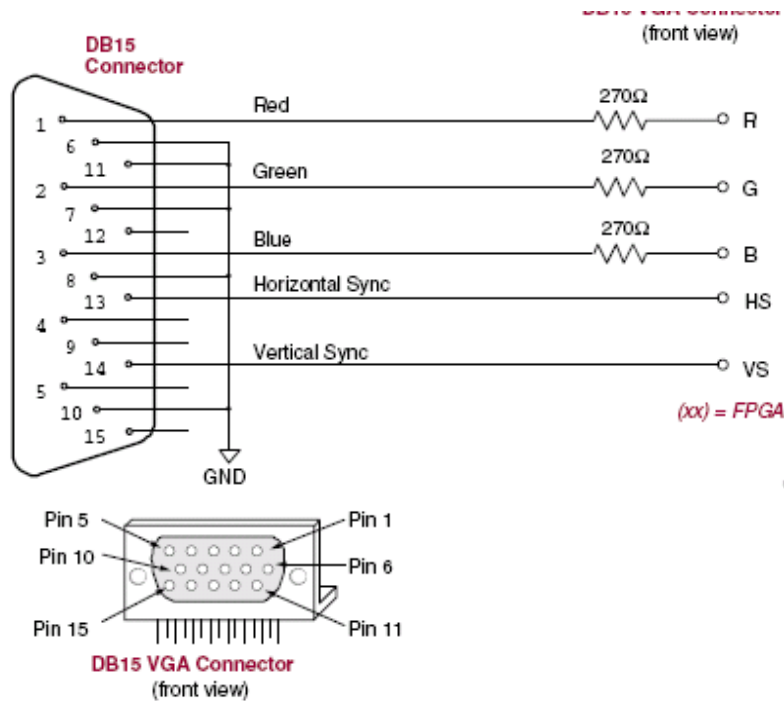 (front view)
DB15
Connector
Red
270Ω
R
1
6
11
Green
270Ω
G
2
7
12
Blue
270Ω
B
3
8
Horizontal Sync
HS
13
4
9
Vertical Sync
VS
14
5
10
15
(xx) = FPGA
GND
Pin 5
Pin 1
Pin 10
Pin 6
Pin 15
Pin 11
DB15 VGA Connector
(front view)